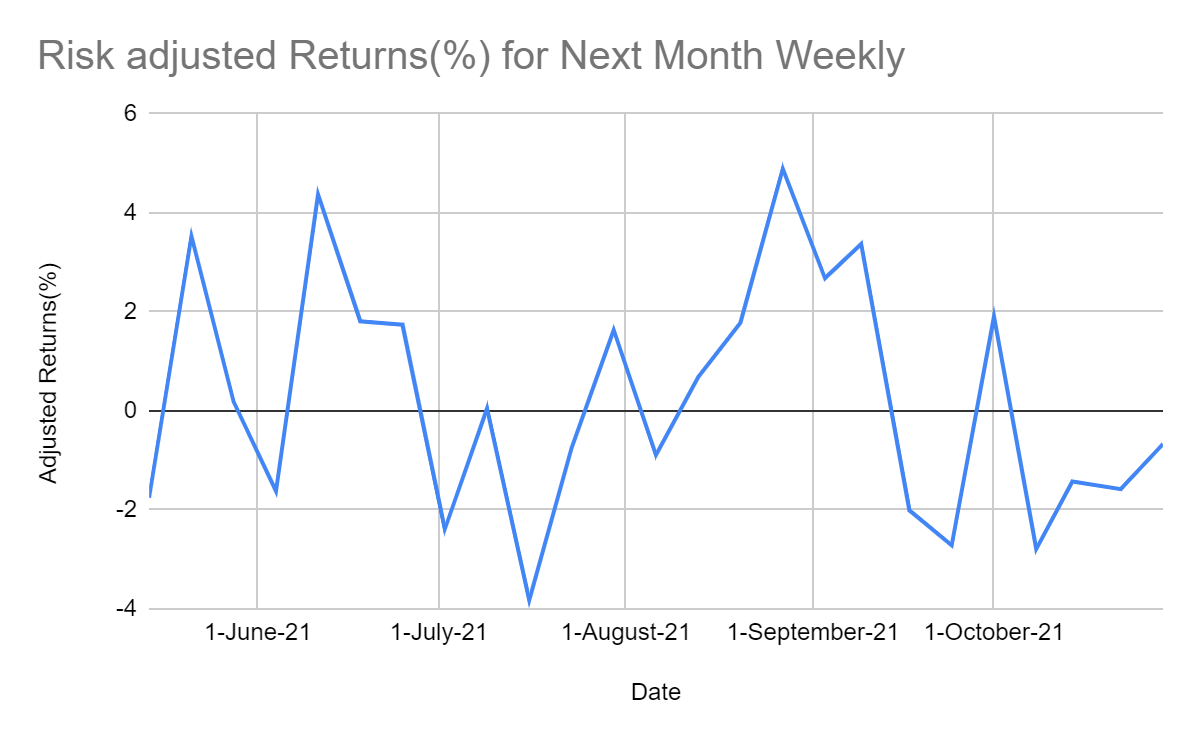 Risk adjusted Returns(%) for Next Month Weekly
6
4
2
0
-2
-4
Adjusted Returns(%)
1-June-21 1-July-21 1-August-21 1-September-21 1-October-21
Date